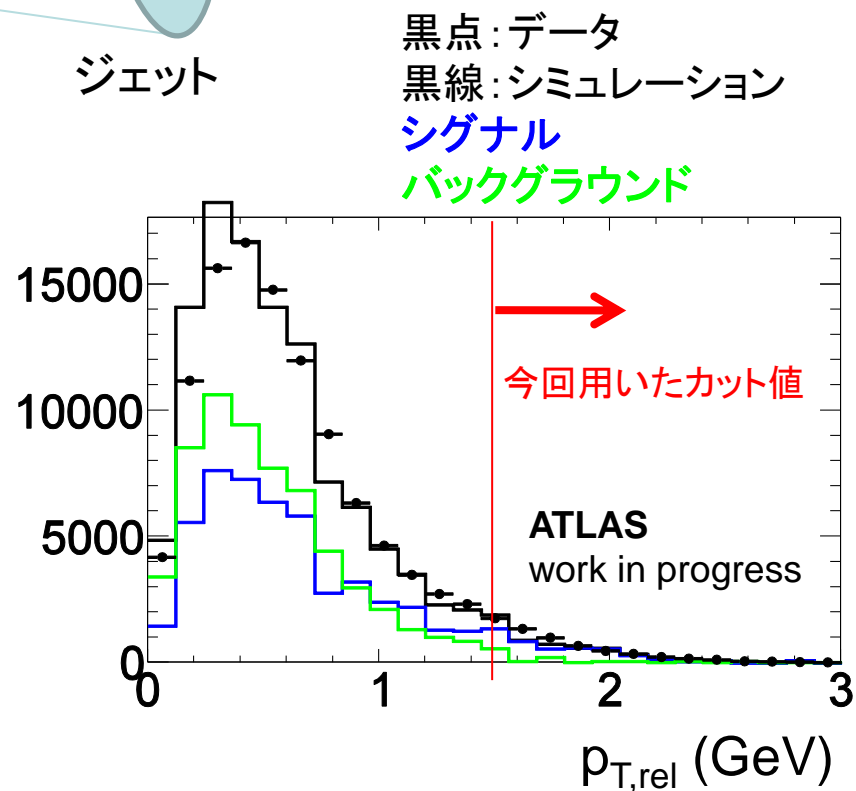 ジェット
黒点：データ
黒線：シミュレーション
シグナル
バックグラウンド
15000
10000
5000
0
今回用いたカット値
ATLAS
work in progress
0 1 2 3
pT,rel (GeV)